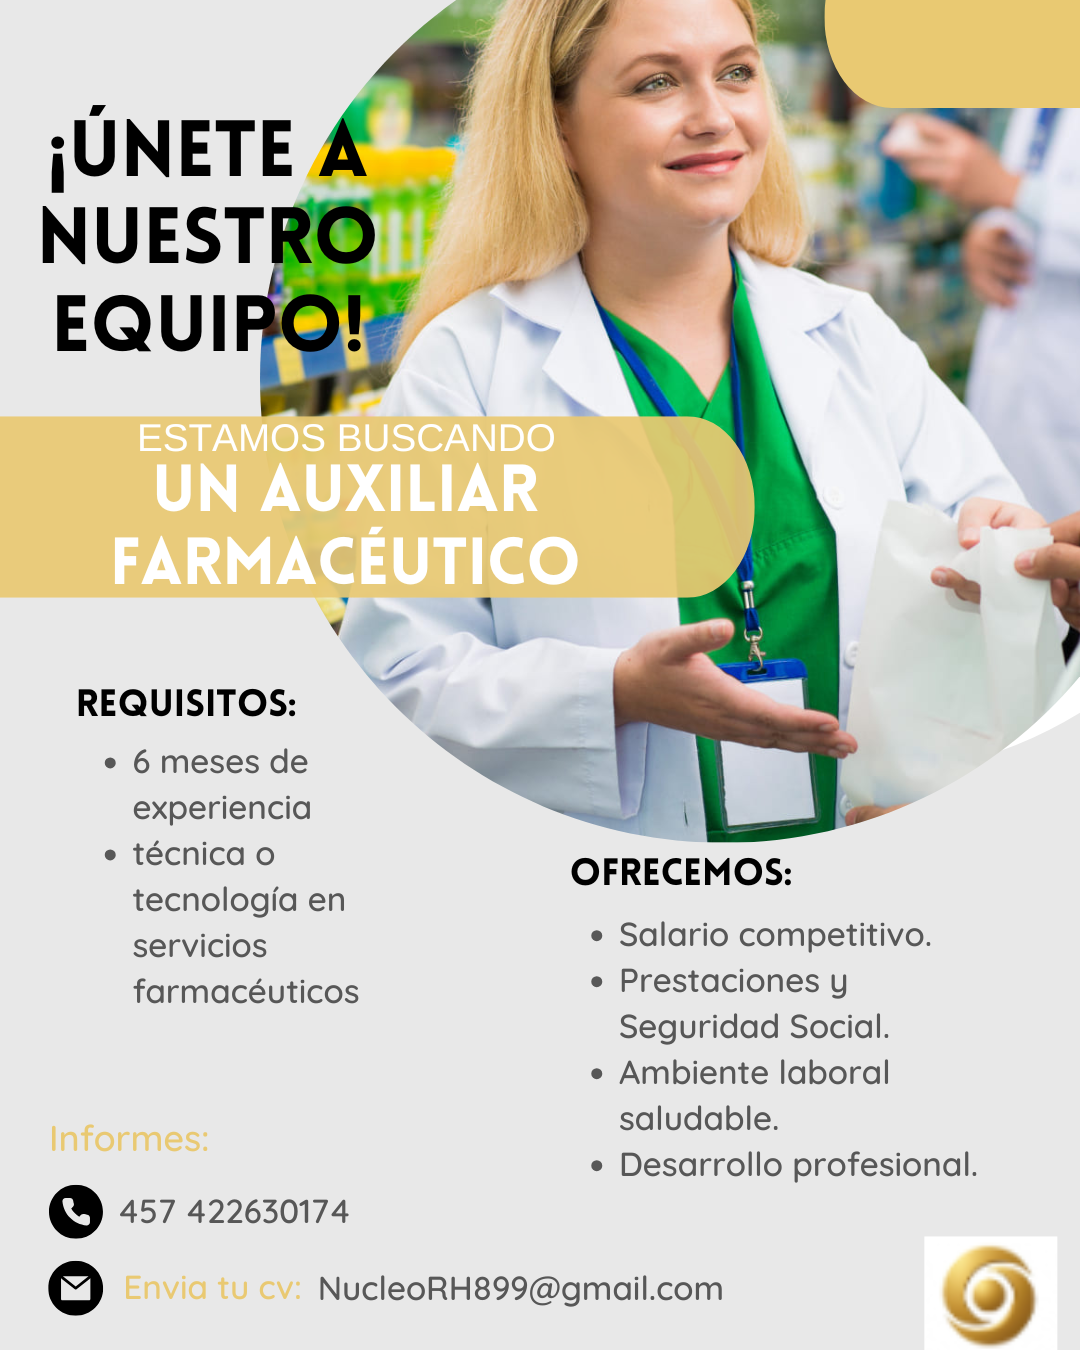 ¡ÚNETE A
NUESTRO
EQUIPO!
ESTAMOS BUSCANDO
UN AUXILIAR
FARMACÉUTICO
REQUISITOS:
• 6 meses de
experiencia
• técnica o
tecnología en
servicios
farmacéuticos
OFRECEMOS:
• Salario competitivo.
• Prestaciones y
Seguridad Social.
• Ambiente laboral
saludable.
• Desarrollo profesional.
Informes:
457 422630174
Envia tu cv: NucleoRH899@gmail.com